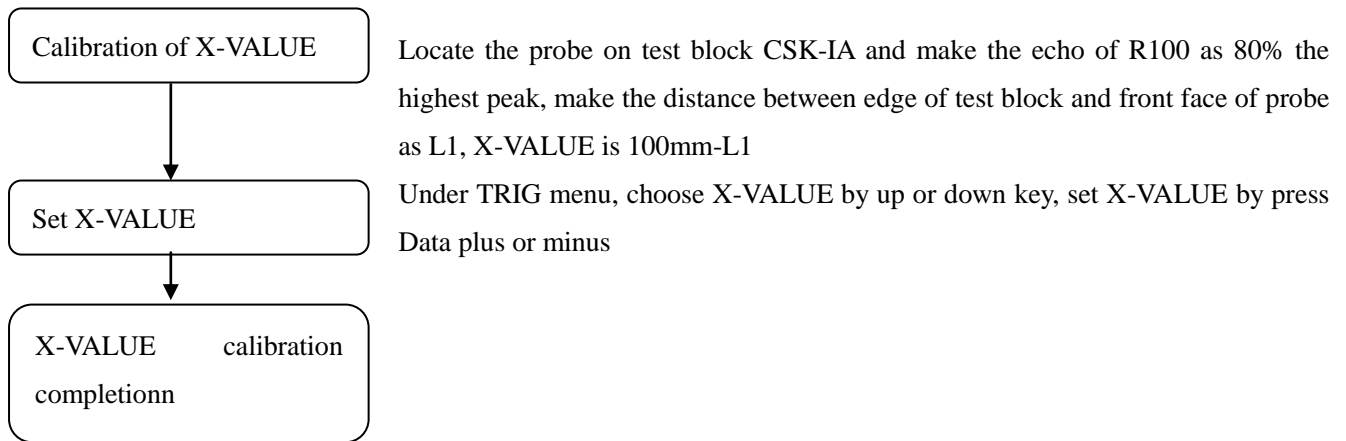 Calibration of X-VALUE
Locate the probe on test block CSK-IA and make the echo of R100 as 80% the
highest peak, make the distance between edge of test block and front face of probe
as L1, X-VALUE is 100mm-L1
Set X-VALUE
Under TRIG menu, choose X-VALUE by up or down key, set X-VALUE by press
Data plus or minus
X-VALUE calibration
completionn